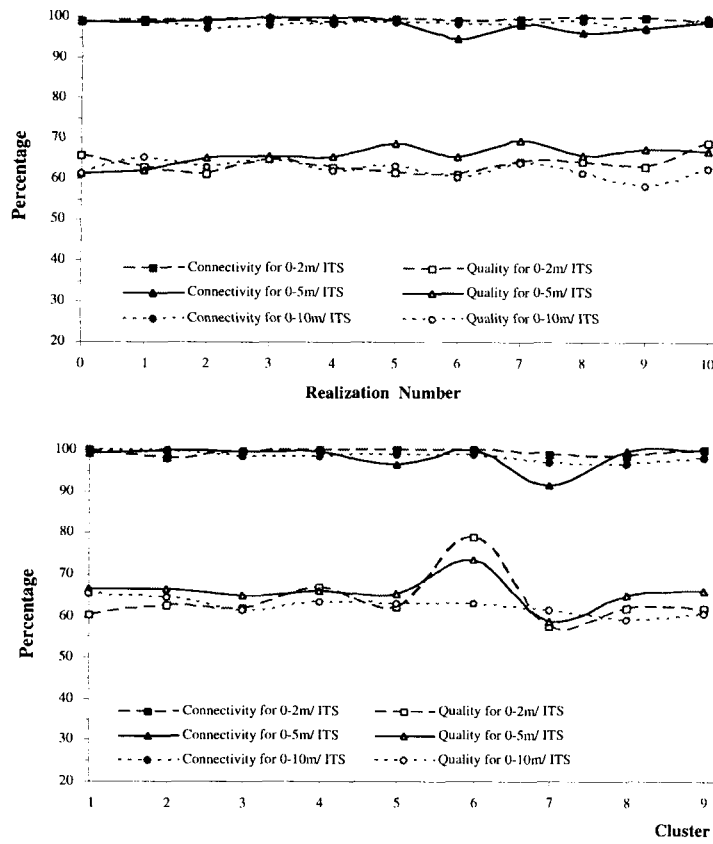 100
90
80
70
60
50
40
30
20
Percentage
Connectivity for 0-2m/ ITS
Quality for 0-2m/ ITS
Connectivity for 0-5m/ ITS
Quality for 0-5m/ ITS
Connectivity for 0-10m/ ITS
Quality for 0-10m/ ITS
0 1 2 3 4 5 6 7 8 9 10
Realization Number
100
90
80
70
60
50
40
30
20
Percentage
Connectivity for 0-2m/ ITS
Quality for 0-2m/ ITS
Connectivity for 0-5m/ ITS
Quality for 0-5m/ ITS
Connectivity for 0-10m/ ITS
Quality for 0-10m/ ITS
1 2 3 4 5 6 7 8 9
Cluster